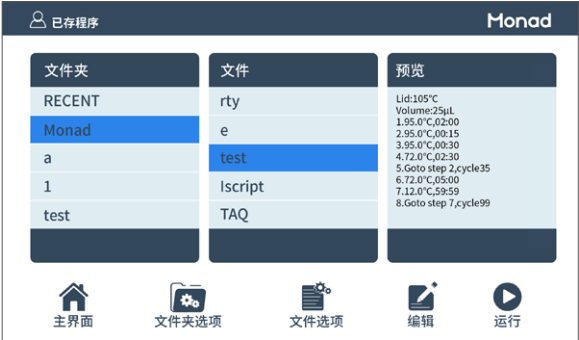 已存程序
Monad
文件夹
RECENT
Monad
a
1
test
文件
rty
e
test
Iscript
TAQ
预览
Lid:105℃
Volume:25μL
1.95.0℃,02:00
2.95.0℃,00:15
3.95.0℃,00:30
4.72.0℃,02:30
5.Goto step 2,cycle35
6.72.0℃,05:00
7.12.0℃,59:59
8.Goto step 7,cycle99
主界面
文件夹选项
文件选项
编辑
运行